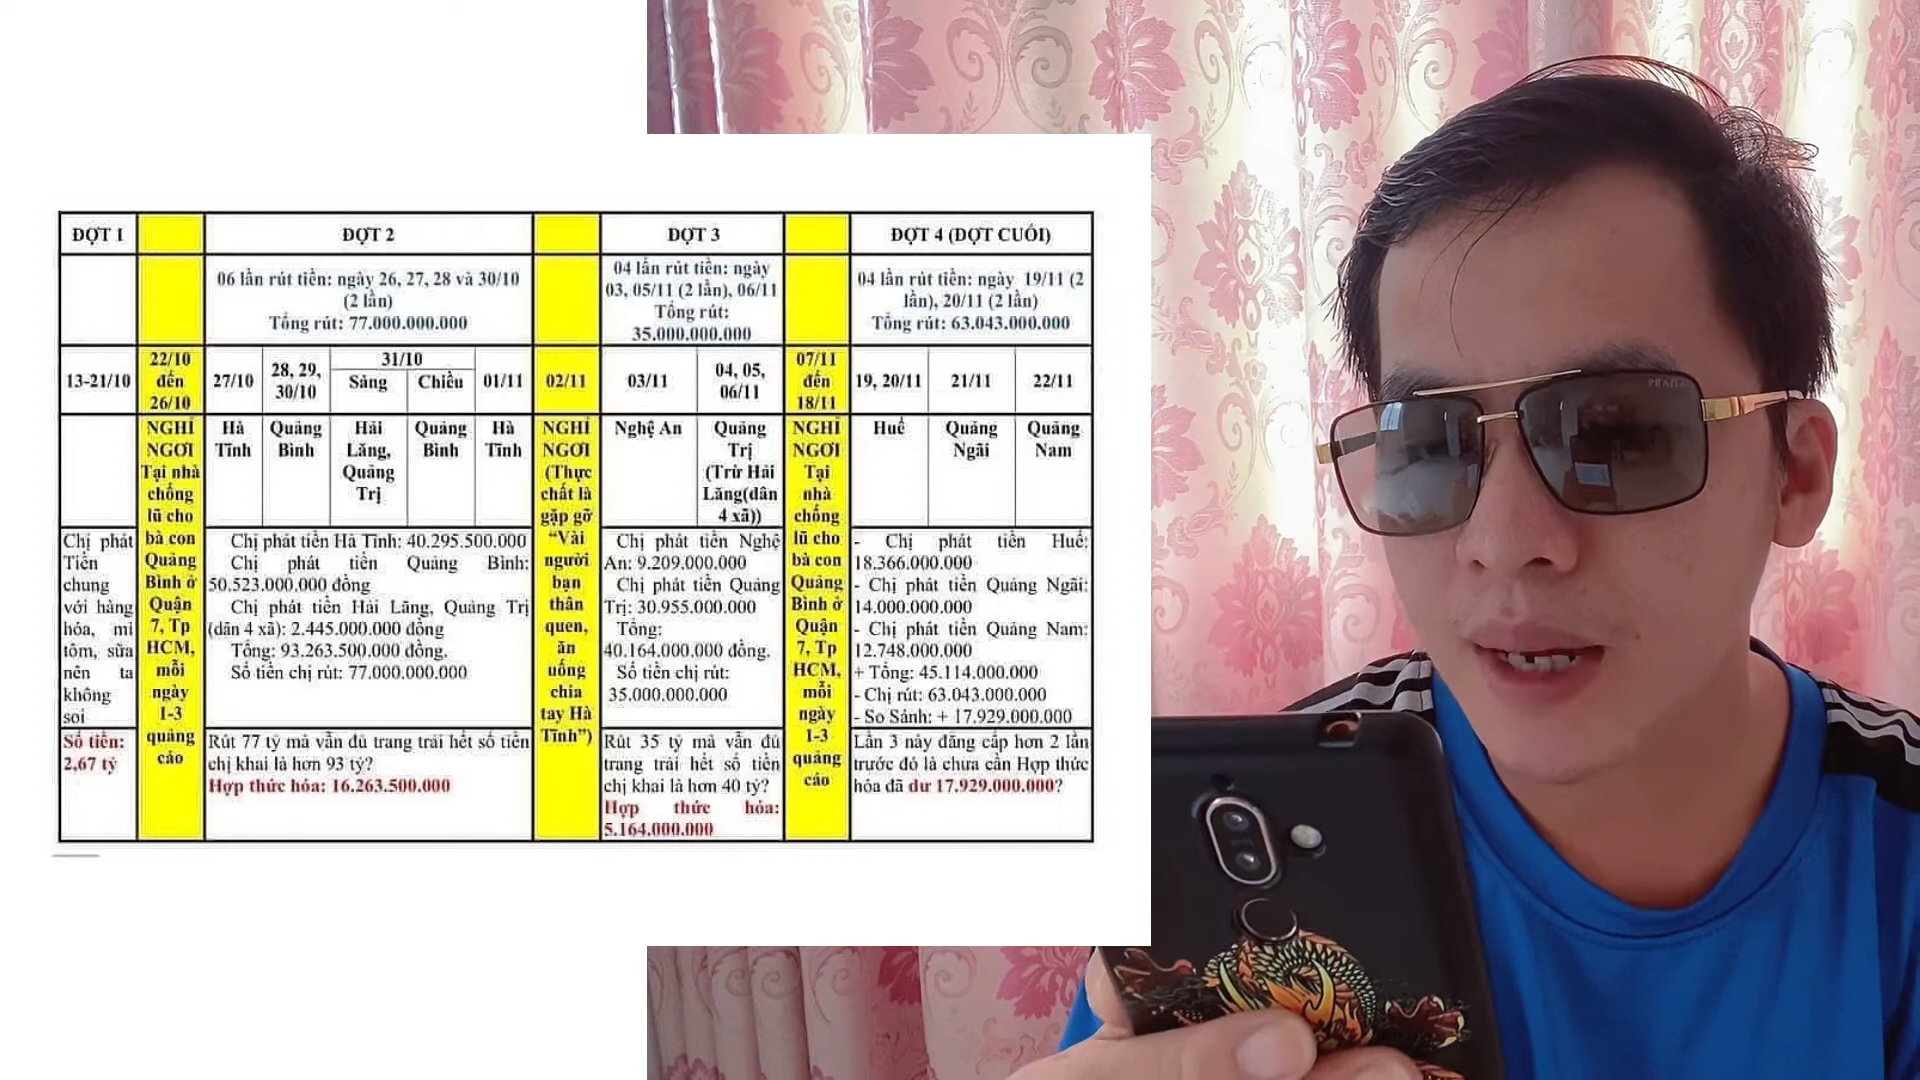 ĐỢT 1
ĐỢT 2
ĐỢT 3
ĐỢT 4 (ĐỢT CUỐI)
06 lần rút tiền: ngày 26, 27, 28 và 30/10
(2 lần)
Tổng rút: 77.000.000.000
04 lần rút tiền: ngày
03, 05/11 (2 lần), 06/11
Tổng rút:
35.000.000.000
04 lần rút tiền: ngày 19/11 (2
lần), 20/11 (2 lần)
Tổng rút: 63.043.000.000
13-21/10
22/10
đến
26/10
27/10
28, 29,
30/10
31/10
Sáng
Chiều
01/11
02/11
03/11
04, 05,
06/11
07/11
đến
18/11
19, 20/11
21/11
22/11
NGHỈ
NGƠI
Tại nhà
chống
lũ cho
bà con
Quảng
Bình ở
Quận
7, Tp
HCM,
mỗi
ngày
1-3
quảng
cáo
Hà
Tĩnh
Quảng
Bình
Hải
Lăng,
Quảng
Trị
Quảng
Bình
Hà
Tĩnh
NGHỈ
NGƠI
(Thực
chất là
gặp gỡ
“Vài
người
bạn
thân
quen,
ăn
uống
chia
tay Hà
Tĩnh”)
Nghệ An
Quảng
Trị
(Trừ Hải
Lăng(dân
4 xã))
NGHỈ
NGƠI
Tại
nhà
chống
lũ cho
bà con
Quảng
Bình ở
Quận
7, Tp
HCM,
mỗi
ngày
1-3
quảng
cáo
Huế
Quảng
Ngãi
Quảng
Nam
Chị phát
Tiền
chung
với hàng
hóa, mì
tôm, sữa
nên ta
không
soi
Chị phát tiền Hà Tĩnh: 40.295.500.000
Chị phát tiền Quảng Bình:
50.523.000.000 đồng
Chị phát tiền Hải Lăng, Quảng Trị
(dân 4 xã): 2.445.000.000 đồng
Tổng: 93.263.500.000 đồng.
Số tiền chị rút: 77.000.000.000
Chị phát tiền Nghệ
An: 9.209.000.000
Chị phát tiền Quảng
Trị: 30.955.000.000
Tổng:
40.164.000.000 đồng.
Số tiền chị rút:
35.000.000.000
- Chị phát tiền Huế:
18.366.000.000
- Chị phát tiền Quảng Ngãi:
14.000.000.000
- Chị phát tiền Quảng Nam:
12.748.000.000
+ Tổng: 45.114.000.000
- Chị rút: 63.043.000.000
- So Sánh: + 17.929.000.000
Số tiền:
2,67 tỷ
Rút 77 tỷ mà vẫn đủ trang trải hết số tiền
chị khai là hơn 93 tỷ?
Hợp thức hóa: 16.263.500.000
Rút 35 tỷ mà vẫn đủ
trang trải hết số tiền
chị khai là hơn 40 tỷ?
Hợp thức hóa:
5.164.000.000
Lần 3 này đẳng cấp hơn 2 lần
trước đó là chưa cần Hợp thức
hóa đã dư 17.929.000.000?
PRADA